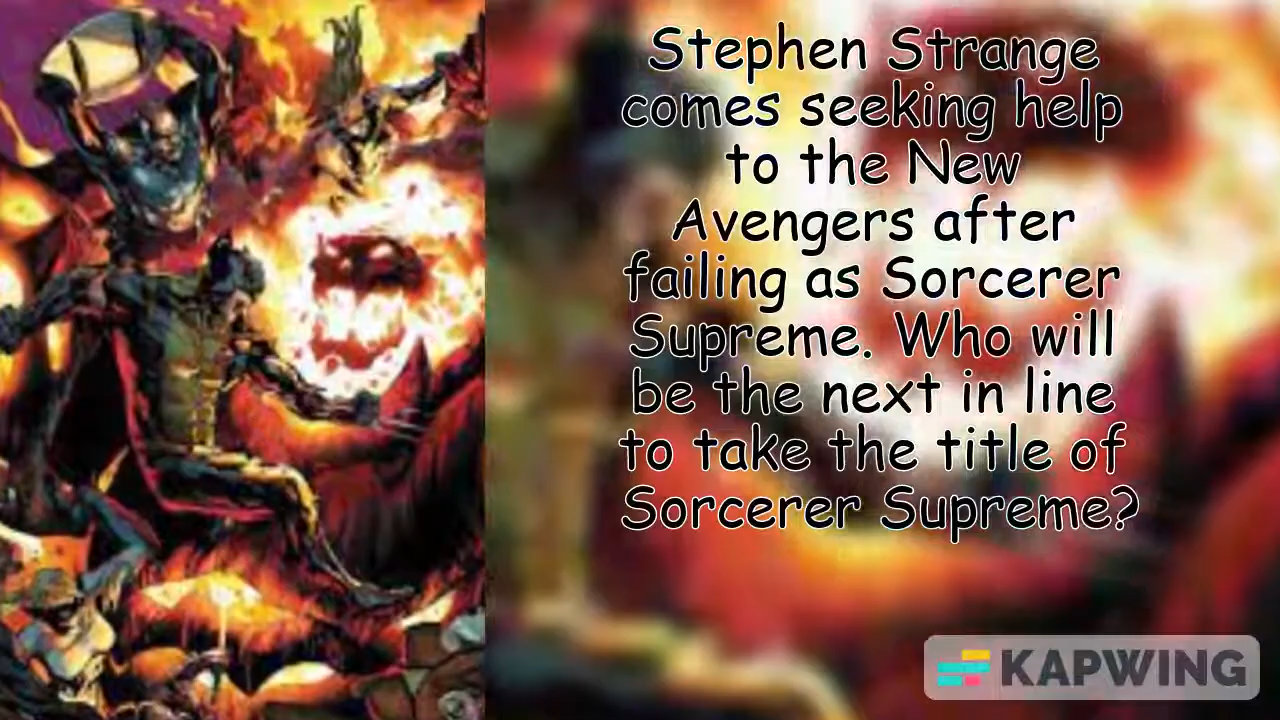 Stephen Strange
comes seeking help
to the New
Avengers after
failing as Sorcerer
Supreme. Who will
be the next in line
to take the title of
Sorcerer Supreme?
KAPWING